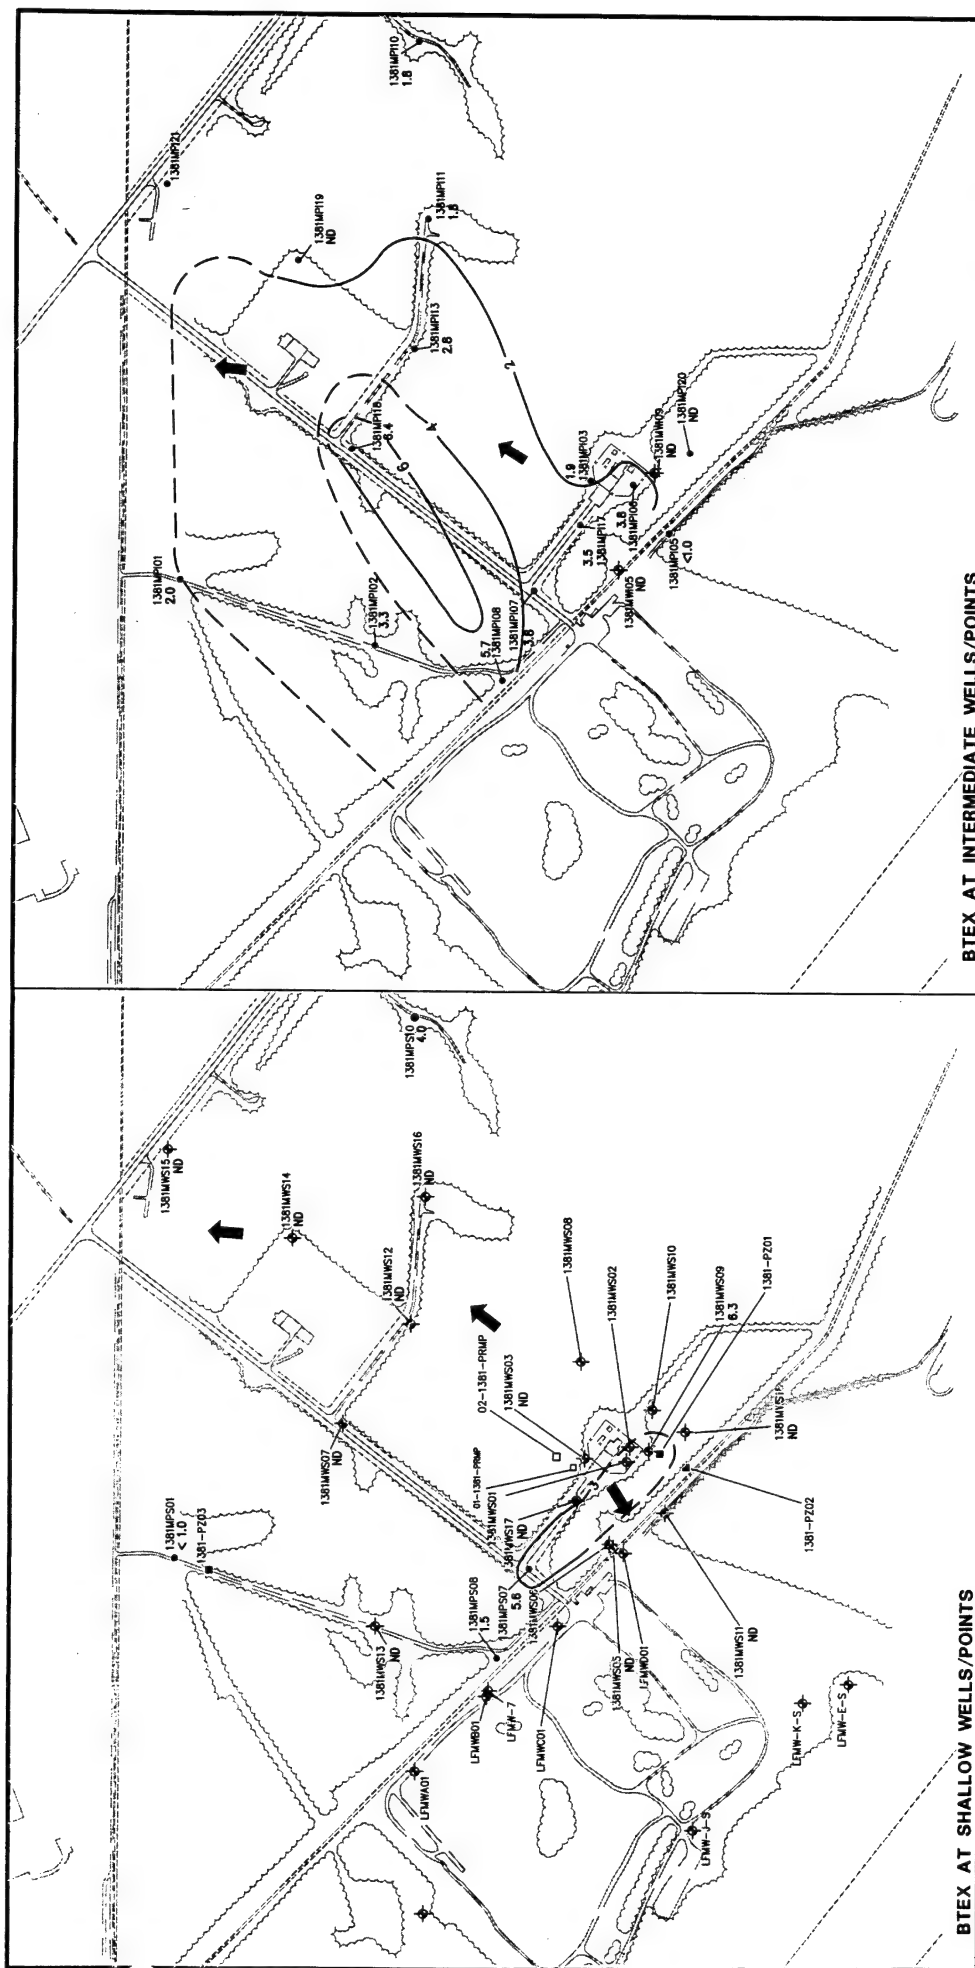 1381MPI10
1.8
1381MPI21
1381MPI19
ND
1381MPI11
1.8
1381MPI13
2.8
1381MPI18
6.4
6
4
2
1381MPI01
2.0
1381MPI02
3.3
5.7
1381MPI08
1381MPI07
3.8
1.9
1381MPI03
3.5
1381MPI17
3.8
1381MPI06
1381MWI09
ND
1381MPI20
ND
1381MPI05
<1.0
1381MWI05
ND
BTEX AT INTERMEDIATE WELLS/POINTS
1381MPS10
4.0
1381MWS15
ND
1381MWS14
ND
1381MWS16
ND
1381MWS12
ND
1381MWS07
ND
1381MPS01
< 1.0
1381-PZ03
1381MWS13
ND
1381MPS08
1.5
1381MPS07
5.6
1381MWS06
1381MWS17
ND
1381MWS01
01-1381-PRMP
02-1381-PRMP
1381MWS03
ND
1381MWS08
1381MWS02
1381MWS10
1381MWS09
6.3
1381-PZ01
ND
1381-PZ02
1381MWS11
ND
1381MWS05
ND
LFMWD01
LFMWC01
LFMWB01
LFMW-7
LFMWA01
LFMW-K-S
LFMW-E-S
LFMW-J-S
BTEX AT SHALLOW WELLS/POINTS